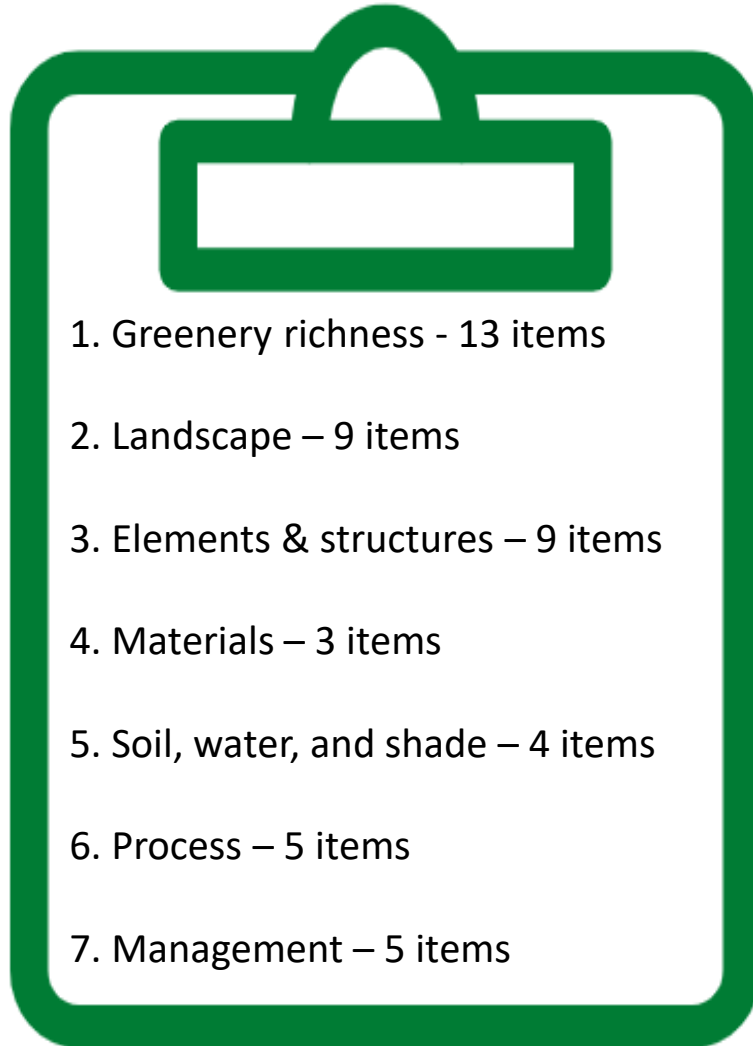 1. Greenery richness - 13 items
2. Landscape – 9 items
3. Elements & structures – 9 items
4. Materials – 3 items
5. Soil, water, and shade – 4 items
6. Process – 5 items
7. Management – 5 items